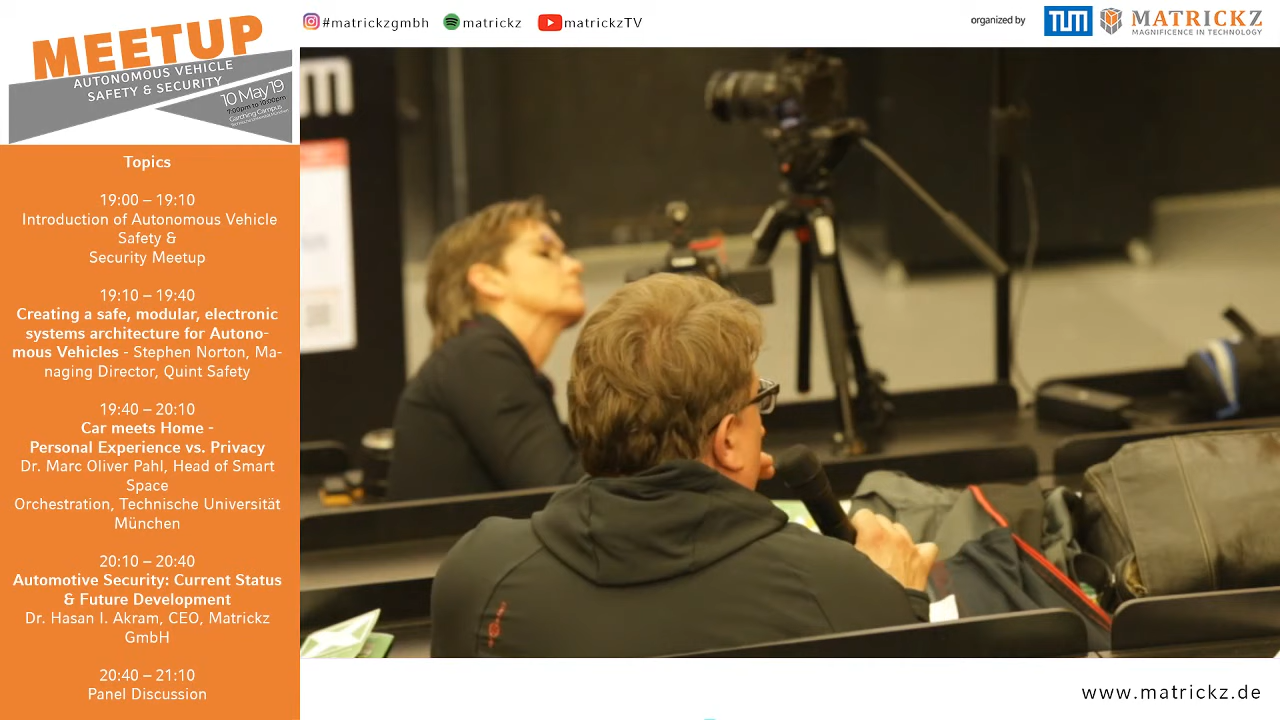 MEETUP
AUTONOMOUS VEHICLE
SAFETY & SECURITY
10 May 19
7:00pm to 10:00pm
Garching Campus
Technische Universität München
#matrickzgmbh
matrickz
matrickzTV
organized by
TUM
MATRICKZ
MAGNIFICENCE IN TECHNOLOGY
Topics
19:00 – 19:10
Introduction of Autonomous Vehicle
Safety &
Security Meetup
19:10 – 19:40
Creating a safe, modular, electronic
systems architecture for Autono-
mous Vehicles - Stephen Norton, Ma-
naging Director, Quint Safety
19:40 – 20:10
Car meets Home -
Personal Experience vs. Privacy
Dr. Marc Oliver Pahl, Head of Smart
Space
Orchestration, Technische Universität
München
20:10 – 20:40
Automotive Security: Current Status
& Future Development
Dr. Hasan I. Akram, CEO, Matrickz
GmbH
20:40 – 21:10
Panel Discussion
www.matrickz.de